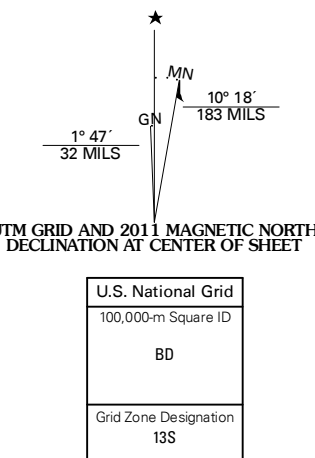 MN
GN
10° 18´
183 MILS
1° 47´
32 MILS
UTM GRID AND 2011 MAGNETIC NORTH
DECLINATION AT CENTER OF SHEET
U.S. National Grid
100,000-m Square ID
BD
Grid Zone Designation
13S